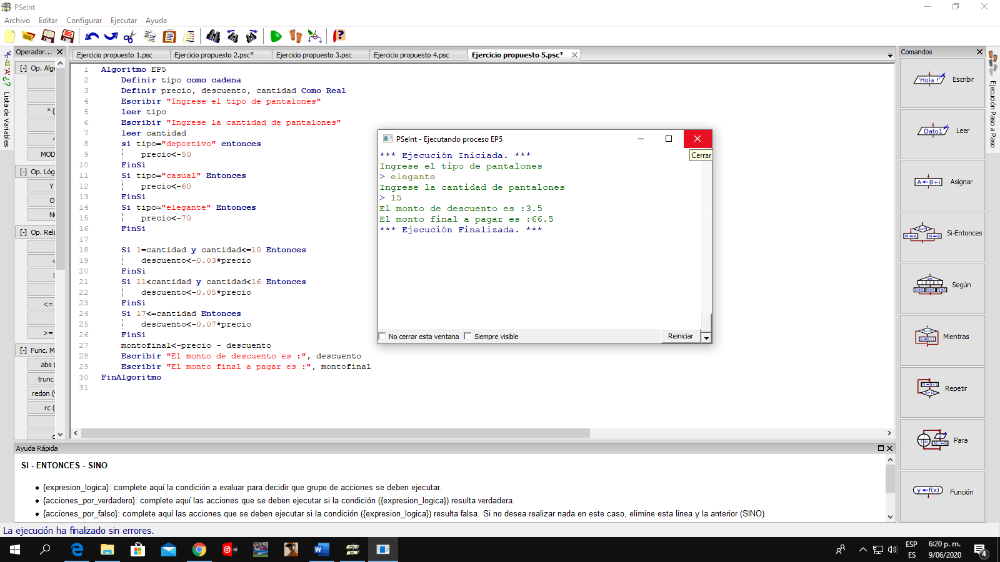 PSeInt
Archivo Editar Configurar Ejecutar Ayuda
Operador...
Ejercicio propuesto 1.psc Ejercicio propuesto 2.psc* Ejercicio propuesto 3.psc Ejercicio propuesto 4.psc Ejercicio propuesto 5.psc*
Comandos
Lista de Variables
[-] Op. Alge
* (
MOD
[-] Op. Lóg
Y
O
[-] Op. Rela
<
!
<=
>=
[-] Func. M
abs (
trunc
redon (
rc (
1 Algoritmo EP5
2 Definir tipo como cadena
3 Definir precio, descuento, cantidad Como Real
4 Escribir "Ingrese el tipo de pantalones"
5 leer tipo
6 Escribir "Ingrese la cantidad de pantalones"
7 leer cantidad
8 si tipo="deportivo" entonces
9 precio<-50
10 FinSi
11 Si tipo="casual" Entonces
12 precio<-60
13 FinSi
14 Si tipo="elegante" Entonces
15 precio<-70
16 FinSi
17
18 Si 1=cantidad y cantidad<=10 Entonces
19 descuento<-0.03*precio
20 FinSi
21 Si 11<cantidad y cantidad<16 Entonces
22 descuento<-0.05*precio
23 FinSi
24 Si 17<=cantidad Entonces
25 descuento<-0.07*precio
26 FinSi
27 montofinal<-precio - descuento
28 Escribir "El monto de descuento es :", descuento
29 Escribir "El monto final a pagar es :", montofinal
30 FinAlgoritmo
31
PSeInt - Ejecutando proceso EP5
Cerrar
*** Ejecución Iniciada. ***
Ingrese el tipo de pantalones
> elegante
Ingrese la cantidad de pantalones
> 15
El monto de descuento es :3.5
El monto final a pagar es :66.5
*** Ejecución Finalizada. ***
No cerrar esta ventana Siempre visible Reiniciar
'Hola !' Escribir
Dato1 Leer
A←B+i Asignar
A>B Si-Entonces
Según
Mientras
Repetir
Para
y←f(x) Función
Ejecución Paso a Paso
Ayuda Rápida
SI - ENTONCES - SINO
• {expresion_logica}: complete aquí la condición a evaluar para decidir que grupo de acciones se deben ejecutar.
• {acciones_por_verdadero}: complete aquí las acciones que se deben ejecutar si la condición ({expresion_logica}) resulta verdadera.
• {acciones_por_falso}: complete aquí las acciones que se deben ejecutar si la condición ({expresion_logica}) resulta falsa. Si no desea realizar nada en este caso, elimine esta linea y la anterior (SINO).
La ejecución ha finalizado sin errores.
ESP
ES
6:20 p. m.
9/06/2020
4